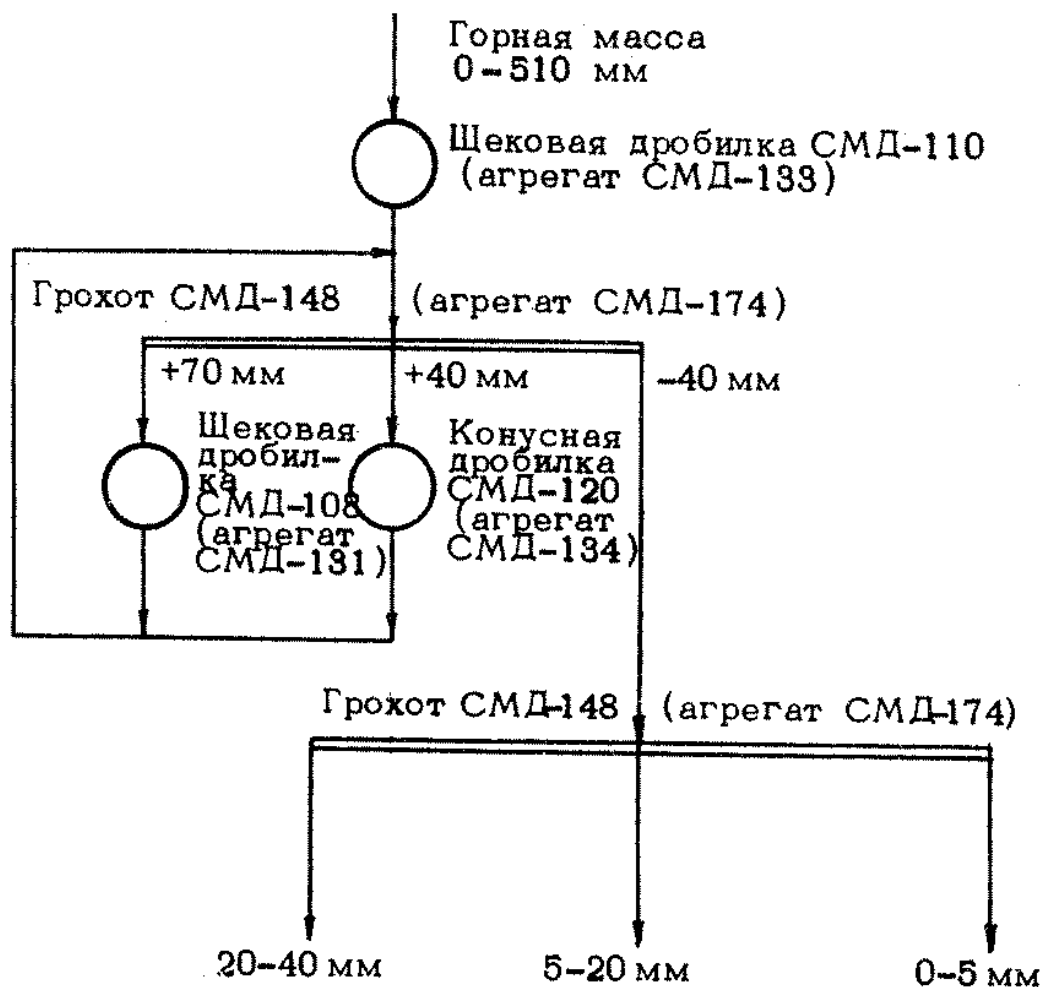 Горная масса
0-510 мм
Щековая дробилка СМД-110
(агрегат СМД-133)
Грохот СМД-148 (агрегат СМД-174)
+70 мм
+40 мм
-40 мм
Щековая
дробил-
ка
СМД-108
(агрегат
СМД-131)
Конусная
дробилка
СМД-120
(агрегат
СМД-134)
Грохот СМД-148 (агрегат СМД-174)
20-40 мм
5-20 мм
0-5 мм